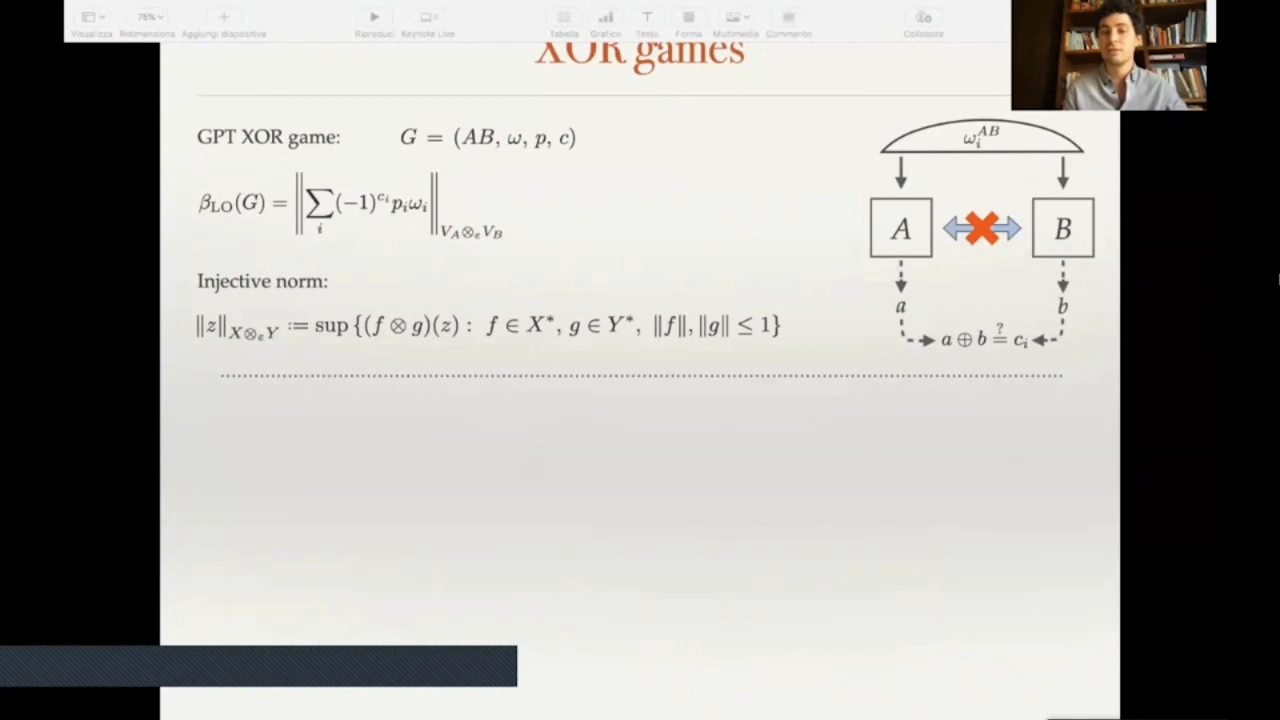 75%
Visualizza Ridimensiona Aggiungi diapositiva Riproduci Keynote Live Tabella Grafico Testo Forma Multimedia Commento Collabora
XOR games
GPT XOR game: G = (AB, ω, p, c)
β_LO(G) = ‖∑_i (-1)^{c_i} p_i ω_i‖_{V_A ⊗_ε V_B}
Injective norm:
‖z‖_{X⊗_ε Y} := sup {(f ⊗ g)(z) : f ∈ X*, g ∈ Y*, ‖f‖, ‖g‖ ≤ 1}
ω_i^{AB}
A B
a b
a ⊕ b ≟ c_i